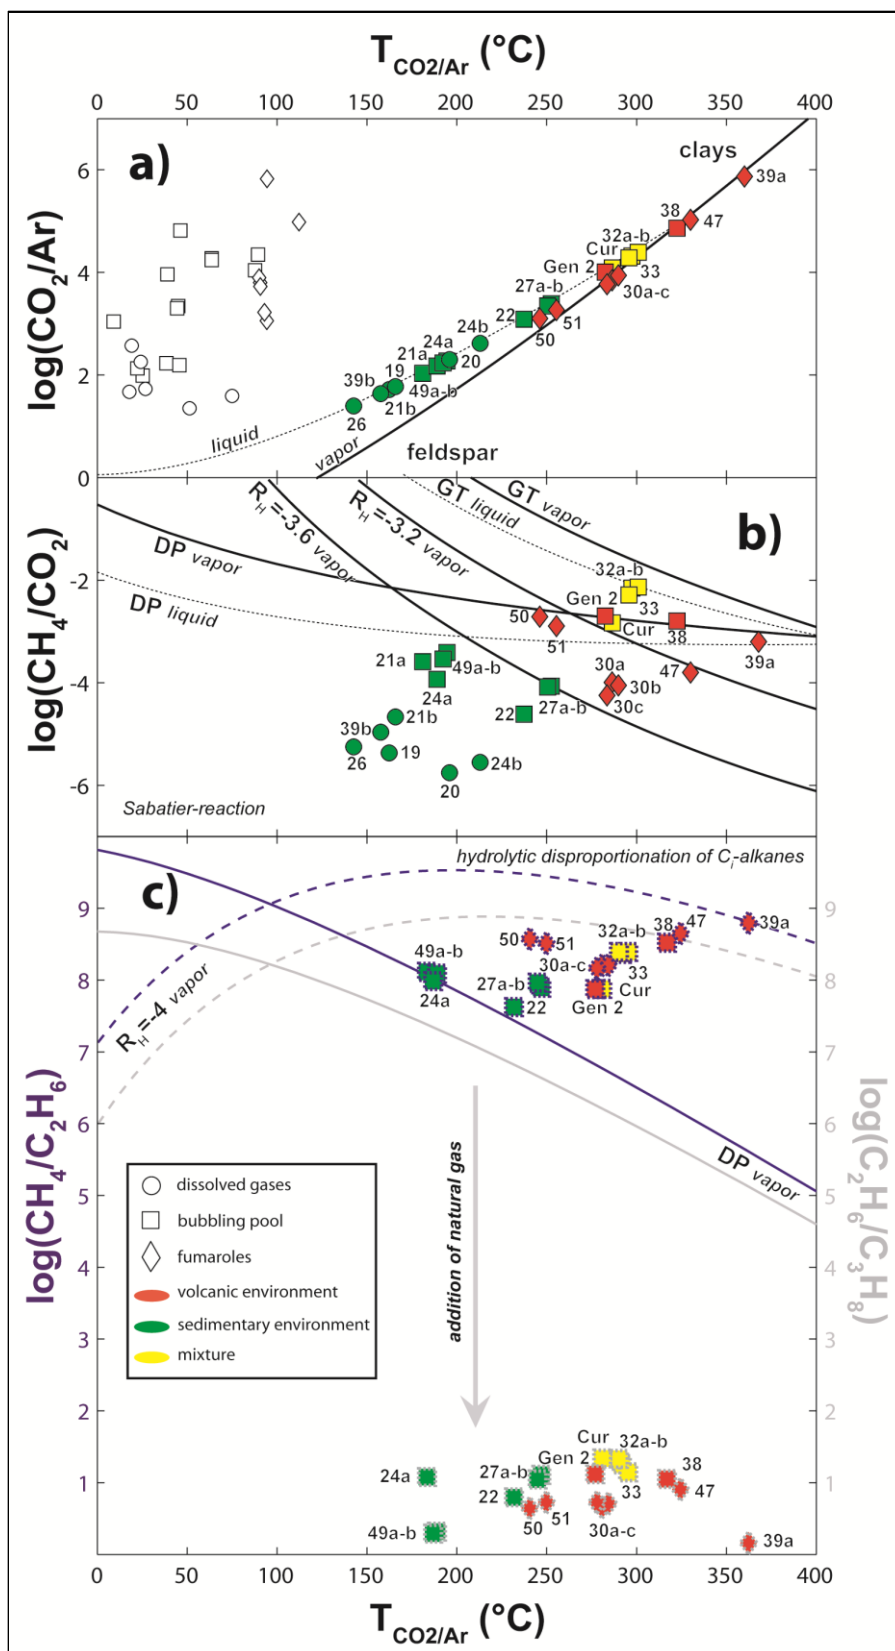 T CO2/Ar (°C)
0 50 100 150 200 250 300 350 400
a)
log(CO2/Ar)
6
4
2
0
clays
39a
38
47
32a-b
Cur
33
Gen 2
30a-c
27a-b
51
22
50
24b
24a
20
21a
19
49a-b
39b
21b
26
liquid
vapor
feldspar
b)
log(CH4/CO2)
-2
-4
-6
RH=-3.6 vapor
RH=-3.2 vapor
GT liquid
GT vapor
DP vapor
DP liquid
32a-b
Gen 2
33
50
Cur
38
51
39a
21a
49a-b
30a
47
24a
30b
27a-b
30c
22
21b
39b
26
19
24b
20
Sabatier-reaction
c)
hydrolytic disproportionation of Ci-alkanes
log(CH4/C2H6)
log(C2H6/C3H8)
9
8
7
6
5
4
3
2
1
9
8
7
6
5
4
3
2
1
RH=-4 vapor
DP vapor
47
39a
32a-b
38
50
51
49a-b
30a-c
33
27a-b
24a
22
Cur
Gen 2
addition of natural gas
dissolved gases
bubbling pool
fumaroles
volcanic environment
sedimentary environment
mixture
Cur
32a-b
Gen 2
38
24a
27a-b
47
22
33
51
49a-b
50
30a-c
39a
0 50 100 150 200 250 300 350 400
T CO2/Ar (°C)